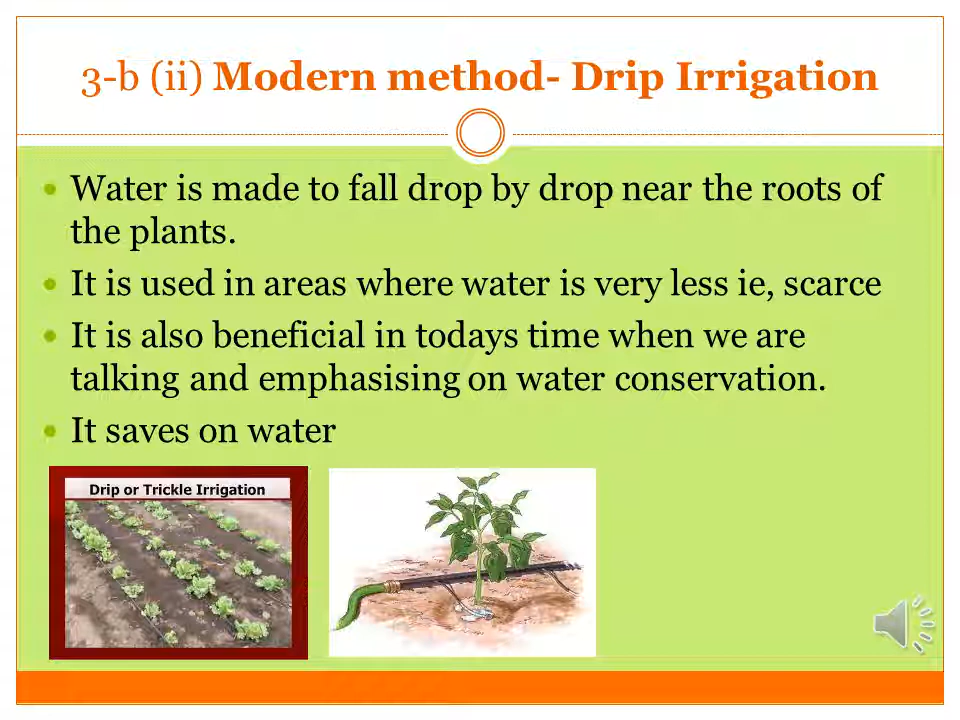 3-b (ii) Modern method- Drip Irrigation
Water is made to fall drop by drop near the roots of
the plants.
It is used in areas where water is very less ie, scarce
It is also beneficial in todays time when we are
talking and emphasising on water conservation.
It saves on water
Drip or Trickle Irrigation